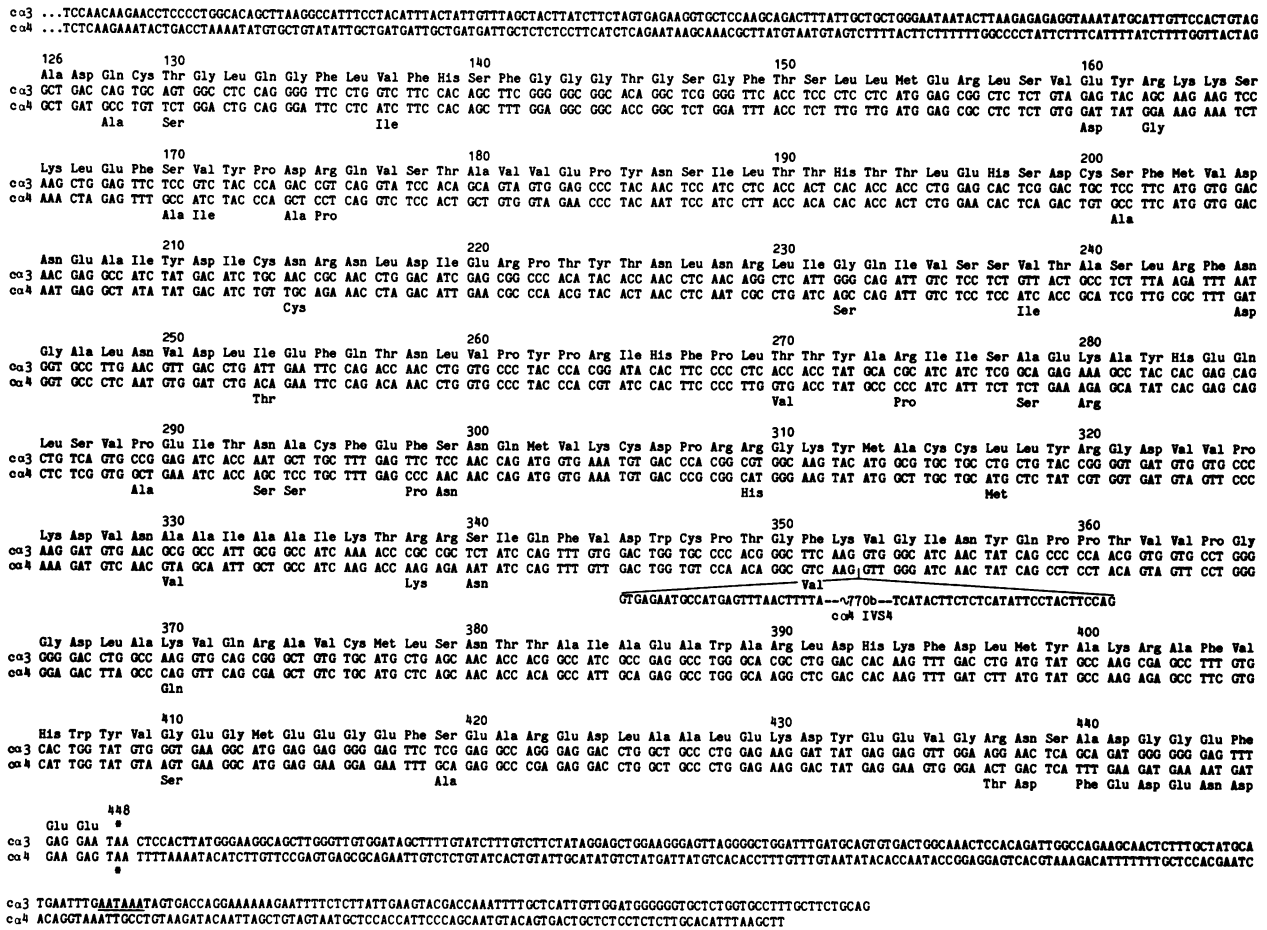 cα3 ...TCCAACAAGAACCTCCCCTGGCACAGCTTAAGGCCATTTCCTACATTTACTATTGTTTAGCTACTTATCTTCTAGTGAGAAGGTGCTCCAAGCAGACTTTATTGCTGCTGGGAATAATACTTAAGAGAGAGGTAAATATGCATTGTTCCACTGTAG
cα4 ...TCTCAAGAAATACTGACCTAAAATATGTGCTGTATATTGCTGATGATTGCTGATGATTGCTCTCTCCTTCATCTCAGAATAAGCAAACGCTTATGTAATGTAGTCTTTTACTTCTTTTTTGGCCCCTATTCTTTCATTTTATCTTTTGGTTACTAG
126 130 140 150 160
Ala Asp Gln Cys Thr Gly Leu Gln Gly Phe Leu Val Phe His Ser Phe Gly Gly Gly Thr Gly Ser Gly Phe Thr Ser Leu Leu Met Glu Arg Leu Ser Val Glu Tyr Arg Lys Lys Ser
cα3 GCT GAC CAG TGC AGT GGC CTC CAG GGG TTC CTG GTC TTC CAC AGC TTC GGG GGC GGC ACA GGC TCG GGG TTC ACC TCC CTC CTC ATG GAG CGG CTC TCT GTA GAG TAC AGC AAG AAG TCC
cα4 GCT GAT GCC TGT TCT GGA CTG CAG GGA TTC CTC ATC TTC CAC AGC TTT GGA GGC GGC ACA GGC TCT GGA TTT ACC TCT TTG TTG ATG GAG CGC CTC TCT GTG GAT TAT GGA AAG AAA TCT
Ala Ser Ile Asp Gly
170 180 190 200
Lys Leu Glu Phe Ser Val Tyr Pro Asp Arg Gln Val Ser Thr Ala Val Val Glu Pro Tyr Asn Ser Ile Leu Thr Thr His Thr Thr Leu Glu His Ser Asp Cys Ser Phe Met Val Asp
cα3 AAG CTG GAG TTC TCC GTC TAC CCA GAC CGT CAG GTA TCC ACA GCA GTA GTG GAG CCC TAC AAC TCC ATC CTC ACC ACT CAC ACC ACC CTG GAG CAC TCG GAC TGC TCC TTC ATG GTG GAC
cα4 AAA CTA GAG TTT GCC ATC TAC CCA GCT CCT CAG GTC TCC ACT GCT GTG GTA GAA CCC TAC AAT TCC ATC CTT ACC ACA CAC ACC ACT CTG GAA CAC TCA GAC TGT GCC TTC ATG GTG GAC
Ala Ile Ala Pro Ala
210 220 230 240
Asn Glu Ala Ile Tyr Asp Ile Cys Asn Arg Asn Leu Asp Ile Glu Arg Pro Thr Tyr Thr Asn Leu Asn Arg Leu Ile Gly Gln Ile Val Ser Ser Val Thr Ala Ser Leu Arg Phe Asn
cα3 AAC GAG GCC ATC TAT GAC ATC TGC AAC CGC AAC CTG GAC ATC GAG CGG CCC ACA TAC ACC AAC CTC AAC AGG CTC ATT GGG CAG ATT GTC TCC TCT GTT ACT GCC TCT TTA AGA TTT AAT
cα4 AAT GAG GCT ATA TAT GAC ATC TGT TGC AGA AAC CTA GAC ATT GAA CGC CCA ACG TAC ACT AAC CTC AAT CGC CTG ATC AGC CAG ATT GTC TCC TCC ATC ACC GCA TCG TTG CGC TTT GAT
Cys Ser Ile Asp
250 260 270 280
Gly Ala Leu Asn Val Asp Leu Ile Glu Phe Gln Thr Asn Leu Val Pro Tyr Pro Arg Ile His Phe Pro Leu Thr Thr Tyr Ala Arg Ile Ile Ser Ala Glu Lys Ala Tyr His Glu Gln
cα3 GGT GCC TTG AAC GTT GAC CTG ATT GAA TTC CAG ACC AAC CTG GTG CCC TAC CCA CGG ATA CAC TTC CCC CTC ACC ACC TAT GCA CGC ATC ATC TCG GCA GAG AAA GCC TAC CAC GAG CAG
cα4 GGT GCC CTC AAT GTG GAT CTG ACA GAG TTC CAG ACA AAC CTG GTG CCC TAC CCA CGT ATC CAC TTC CCC TTG GTG ACC TAT GCC CCC ATC ATT TCT TCT GAA AGA GCA TAT CAC GAG CAG
Thr Val Pro Ser Arg
290 300 310 320
Leu Ser Val Pro Glu Ile Thr Asn Ala Cys Phe Glu Phe Ser Asn Gln Met Val Lys Cys Asp Pro Arg Arg Gly Lys Tyr Met Ala Cys Cys Leu Leu Tyr Arg Gly Asp Val Val Pro
cα3 CTG TCA GTG CCG GAG ATC ACC AAT GCT TGC TTT GAG TTC TCC AAC CAG ATG GTG AAA TGT GAC CCA CGG CGT GGC AAG TAC ATG GCG TGC TGC CTG CTG TAC CGG GGT GAT GTG GTG CCC
cα4 CTC TCG GTG GCT GAA ATC ACC AGC TCC TGC TTT GAG CCC AAC AAC CAG ATG GTG AAA TGT GAC CCG CGG CAT GGG AAG TAT ATG GCT TGC TGC ATG CTC TAT CGT GGT GAT GTA GTT CCC
Ala Ser Ser Pro Asn His Met
330 340 350 360
Lys Asp Val Asn Ala Ala Ile Ala Ala Ile Lys Thr Arg Arg Ser Ile Gln Phe Val Asp Trp Cys Pro Thr Gly Phe Lys Val Gly Ile Asn Tyr Gln Pro Pro Thr Val Val Pro Gly
cα3 AAG GAT GTG AAC GCG GCC ATT GCG GCC ATC AAA ACC CGC CGC TCT ATC CAG TTT GTG GAC TGG TGC CCC ACG GGC TTC AAG GTG GGC ATC AAC TAT CAG CCC CCA ACG GTG GTG CCT GGG
cα4 AAA GAT GTC AAC GTA GCA ATT GCT GCC ATC AAG ACC AAG AGA AAT ATC CAG TTT GTT GAC TGG TGT CCA ACA GGC GTC AAG GTT GGG ATC AAC TAT CAG CCT CCT ACA GTA GTT CCT GGG
Val Lys Asn Val
GTGAGAATGCCATGAGTTTAACTTTTA--~770b--TCATACTTCTCTCATATTCCTACTTCCAG
cα4 IVS4
370 380 390 400
Gly Asp Leu Ala Lys Val Gln Arg Ala Val Cys Met Leu Ser Asn Thr Thr Ala Ile Ala Glu Ala Trp Ala Arg Leu Asp His Lys Phe Asp Leu Met Tyr Ala Lys Arg Ala Phe Val
cα3 GGG GAC CTG GCC AAG GTG CAG CGG GCT GTG TGC ATG CTG AGC AAC ACC ACG GCC ATC GCC GAG GCC TGG GCA CGC CTG GAC CAC AAG TTT GAC CTG ATG TAT GCC AAG CGA GCC TTT GTG
cα4 GGA GAC TTA GCC CAG GTT CAG CGA GCT GTC TGC ATG CTC AGC AAC ACC ACA GCC ATT GCA GAG GCC TGG GCA AGG CTC GAC CAC AAG TTT GAT CTT ATG TAT GCC AAG AGA GCC TTC GTG
Gln
410 420 430 440
His Trp Tyr Val Gly Glu Gly Met Glu Glu Gly Glu Phe Ser Glu Ala Arg Glu Asp Leu Ala Ala Leu Glu Lys Asp Tyr Glu Glu Val Gly Arg Asn Ser Ala Asp Gly Gly Glu Phe
cα3 CAC TGG TAT GTG GGT GAA GGC ATG GAG GAG GGG GAG TTC TCG GAG GCC AGG GAG GAC CTG GCT GCC CTG GAG AAG GAT TAT GAG GAG GTT GGA AGG AAC TCA GCA GAT GGG GGG GAG TTT
cα4 CAT TGG TAT GTA AGT GAA GGC ATG GAG GAA GGA GAA TTT GCA GAG GCC CGA GAG GAC CTG GCT GCC CTG GAG AAG GAC TAT GAG GAA GTG GGA ACT GAC TCA TTT GAA GAT GAA AAT GAT
Ser Ala Thr Asp Phe Glu Asp Glu Asn Asp
448
Glu Glu *
cα3 GAG GAA TAA CTCCACTTATGGGAAGGCAGCTTGGGTTGTGGATAGCTTTTGTATCTTTGTCTTCTATAGGAGCTGGAAGGGAGTTAGGGGCTGGATTTGATGCAGTGTGACTGGCAAACTCCACAGATTGGCCAGAAGCAACTCTTTGCTATGCA
cα4 GAA GAG TAA TTTTAAAATACATCTTGTTCCGAGTGAGCGCAGAATTGTCTCTGTATCACTGTATTGCATATGTCTATGATTATGTCACACCTTTGTTTGTAATATACACCAATACCGGAGGAGTCACGTAAAGACATTTTTTTGCTCCACGAATC
*
cα3 TGAATTTGAATAAATAGTGACCAGGAAAAAAGAATTTTCTCTTATTGAAGTACGACCAAATTTTGCTCATTGTTGGATGGGGGGTGCTCTGGTGCCTTTGCTTCTGCAG
cα4 ACAGGTAAATTGCCTGTAAGATACAATTAGCTGTAGTAATGCTCCACCATTCCCAGCAATGTACAGTGACTGCTCTCCTCTCTTGCACATTTAAGCTT